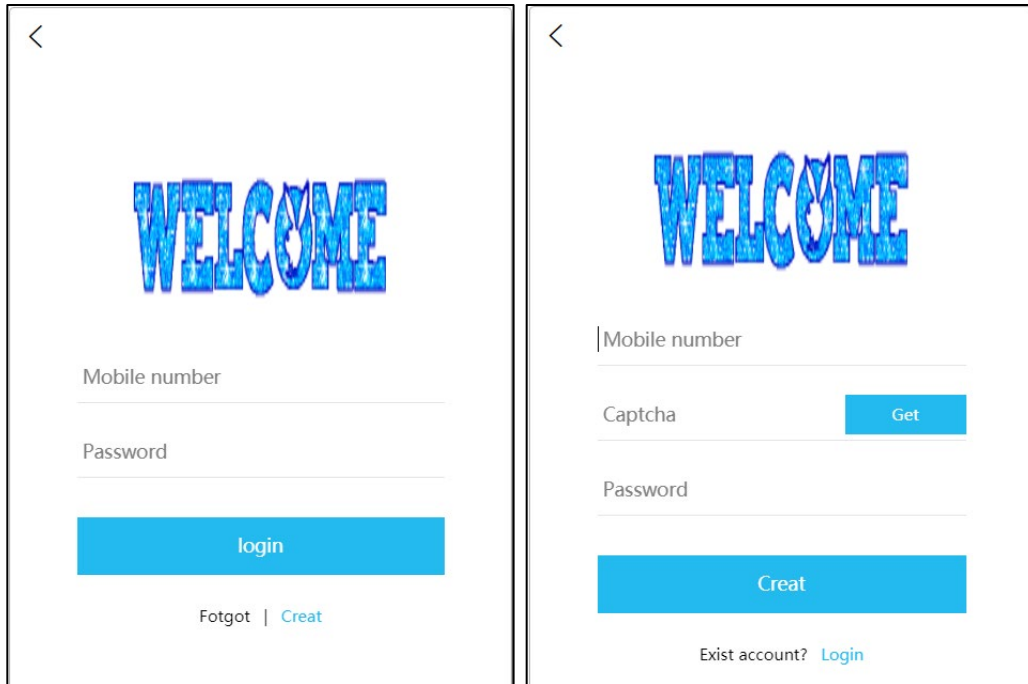 WELCOME
Mobile number
Password
login
Fotgot | Creat
WELCOME
Mobile number
Captcha
Get
Password
Creat
Exist account? Login